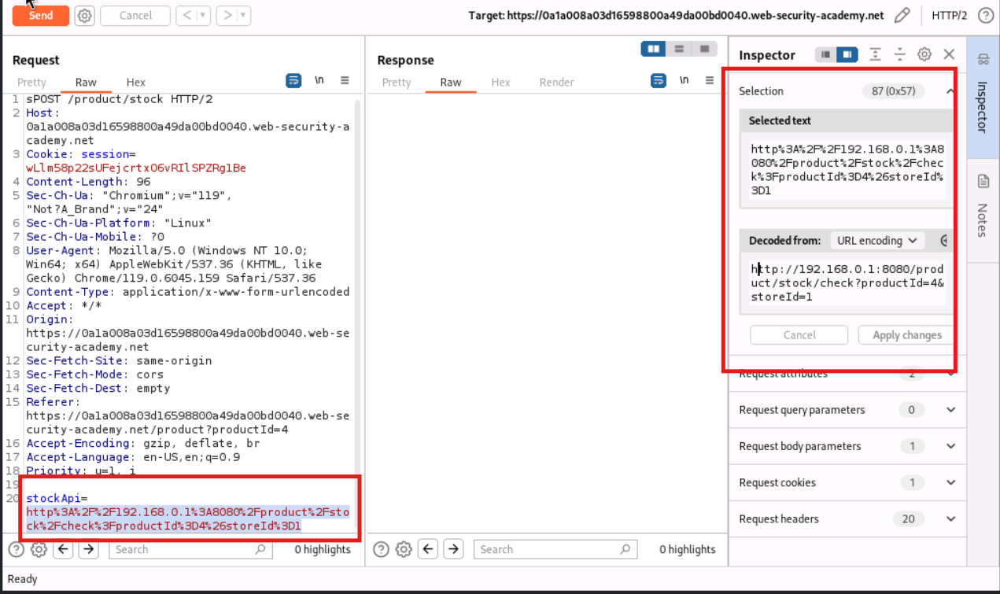 Send
Cancel
Target: https://0a1a008a03d16598800a49da00bd0040.web-security-academy.net
HTTP/2
Request
Pretty Raw Hex
\n
1 sPOST /product/stock HTTP/2
2 Host:
0a1a008a03d16598800a49da00bd0040.web-security-a
cademy.net
3 Cookie: session=
wLlm58p22sUFejcrtxO6vRIlSPZRg1Be
4 Content-Length: 96
5 Sec-Ch-Ua: "Chromium";v="119",
"Not?A_Brand";v="24"
6 Sec-Ch-Ua-Platform: "Linux"
7 Sec-Ch-Ua-Mobile: ?0
8 User-Agent: Mozilla/5.0 (Windows NT 10.0;
Win64; x64) AppleWebKit/537.36 (KHTML, like
Gecko) Chrome/119.0.6045.159 Safari/537.36
9 Content-Type: application/x-www-form-urlencoded
10 Accept: */*
11 Origin:
https://0a1a008a03d16598800a49da00bd0040.web-se
curity-academy.net
12 Sec-Fetch-Site: same-origin
13 Sec-Fetch-Mode: cors
14 Sec-Fetch-Dest: empty
15 Referer:
https://0a1a008a03d16598800a49da00bd0040.web-se
curity-academy.net/product?productId=4
16 Accept-Encoding: gzip, deflate, br
17 Accept-Language: en-US,en;q=0.9
18 Priority: u=1, i
19
20 stockApi=
http%3A%2F%2F192.168.0.1%3A8080%2Fproduct%2Fsto
ck%2Fcheck%3FproductId%3D4%26storeId%3D1
Search
0 highlights
Response
Pretty Raw Hex Render
\n
Search
0 highlights
Inspector
Selection 87 (0x57)
Selected text
http%3A%2F%2F192.168.0.1%3A8
080%2Fproduct%2Fstock%2Fchec
k%3FproductId%3D4%26storeId%
3D1
Decoded from: URL encoding
http://192.168.0.1:8080/prod
uct/stock/check?productId=4&
storeId=1
Cancel
Apply changes
Request attributes 2
Request query parameters 0
Request body parameters 1
Request cookies 1
Request headers 20
Inspector
Notes
Ready